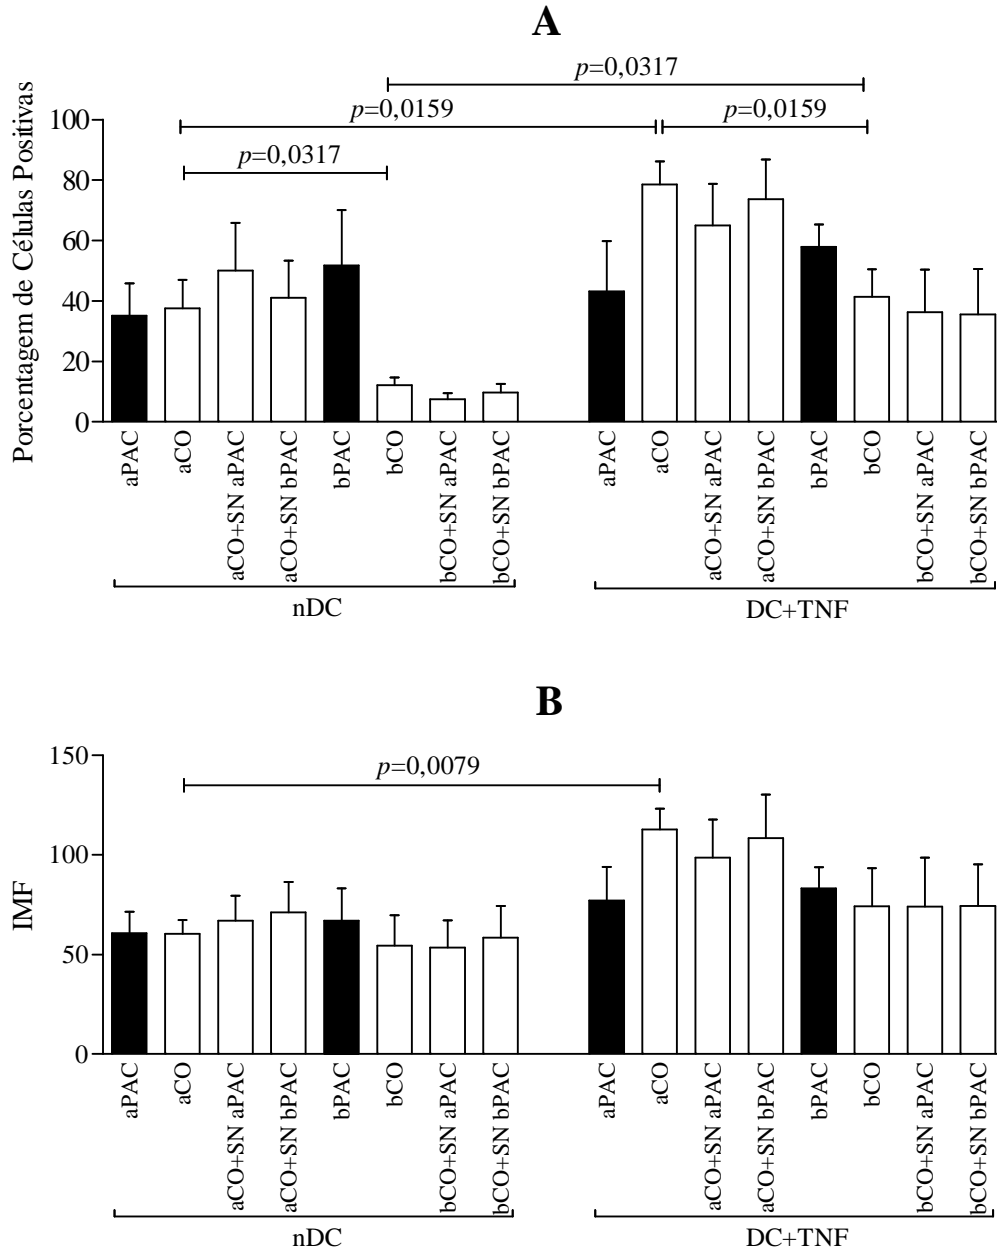 A
p=0,0317
p=0,0159 p=0,0159
p=0,0317
Porcentagem de Células Positivas
100
80
60
40
20
0
aPAC
aCO
aCO+SN aPAC
aCO+SN bPAC
bPAC
bCO
bCO+SN aPAC
bCO+SN bPAC
aPAC
aCO
aCO+SN aPAC
aCO+SN bPAC
bPAC
bCO
bCO+SN aPAC
bCO+SN bPAC
nDC DC+TNF
B
p=0,0079
IMF
150
100
50
0
aPAC
aCO
aCO+SN aPAC
aCO+SN bPAC
bPAC
bCO
bCO+SN aPAC
bCO+SN bPAC
aPAC
aCO
aCO+SN aPAC
aCO+SN bPAC
bPAC
bCO
bCO+SN aPAC
bCO+SN bPAC
nDC DC+TNF